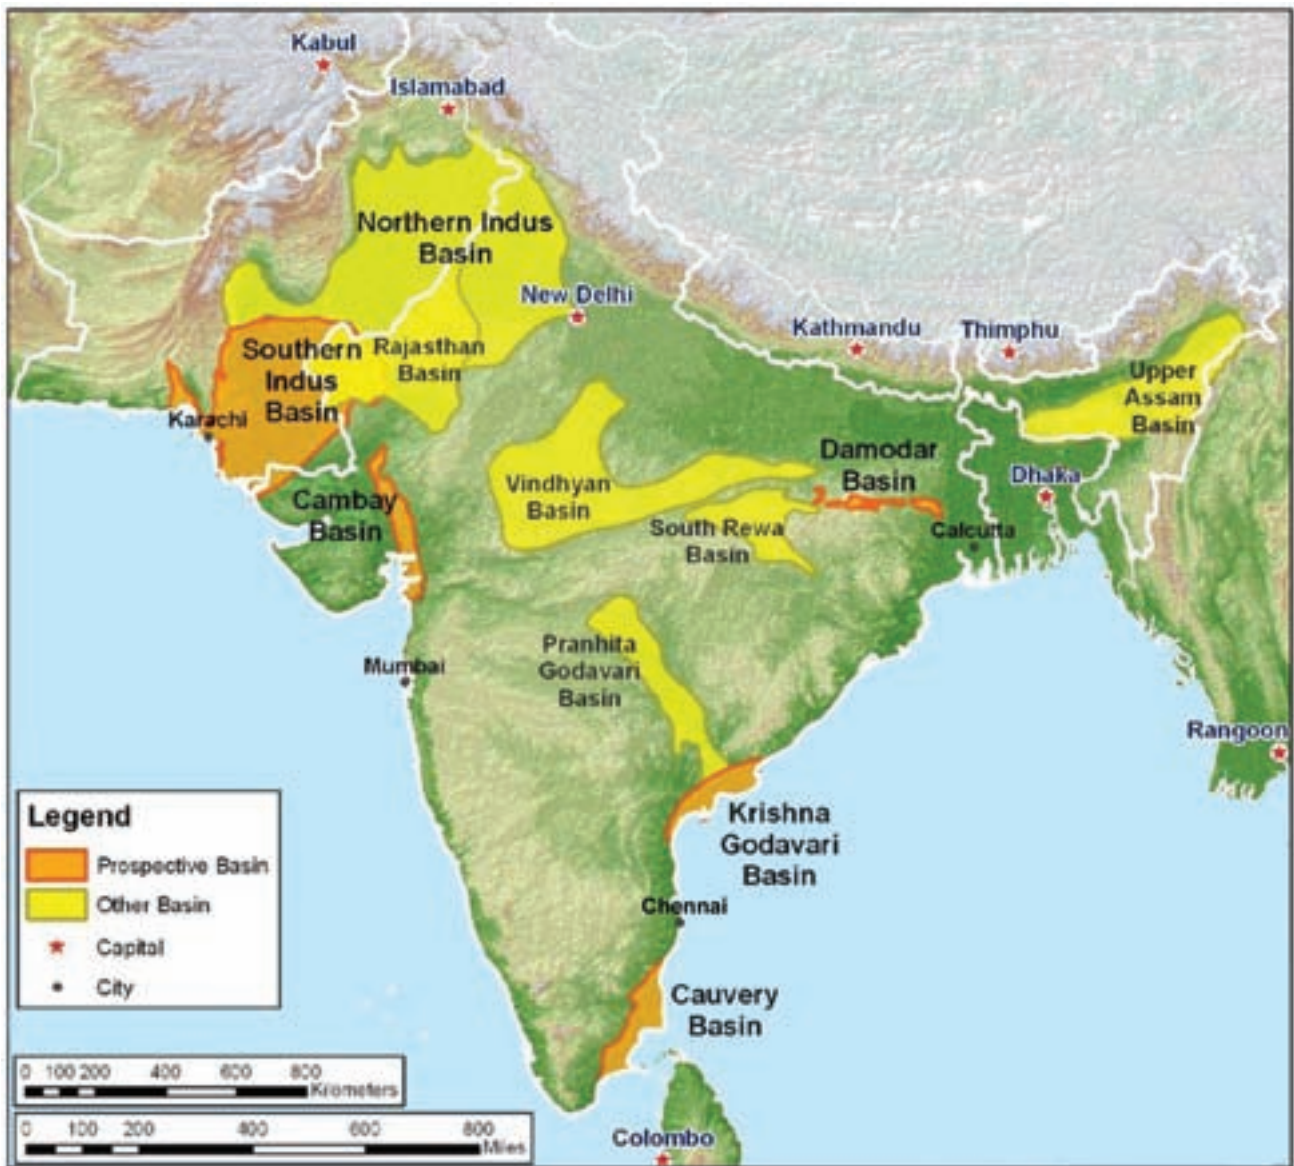 Kabul
Islamabad
Northern Indus
Basin
New Delhi
Kathmandu
Thimphu
Southern
Indus
Basin
Rajasthan
Basin
Upper
Assam
Basin
Karachi
Damodar
Basin
Dhaka
Cambay
Basin
Vindhyan
Basin
South Rewa
Basin
Calcutta
Pranhita
Godavari
Basin
Mumbai
Rangoon
Krishna
Godavari
Basin
Chennai
Cauvery
Basin
Colombo
Legend
Prospective Basin
Other Basin
Capital
City
0 100 200 400 600 800
Kilometers
0 100 200 400 600 800
Miles